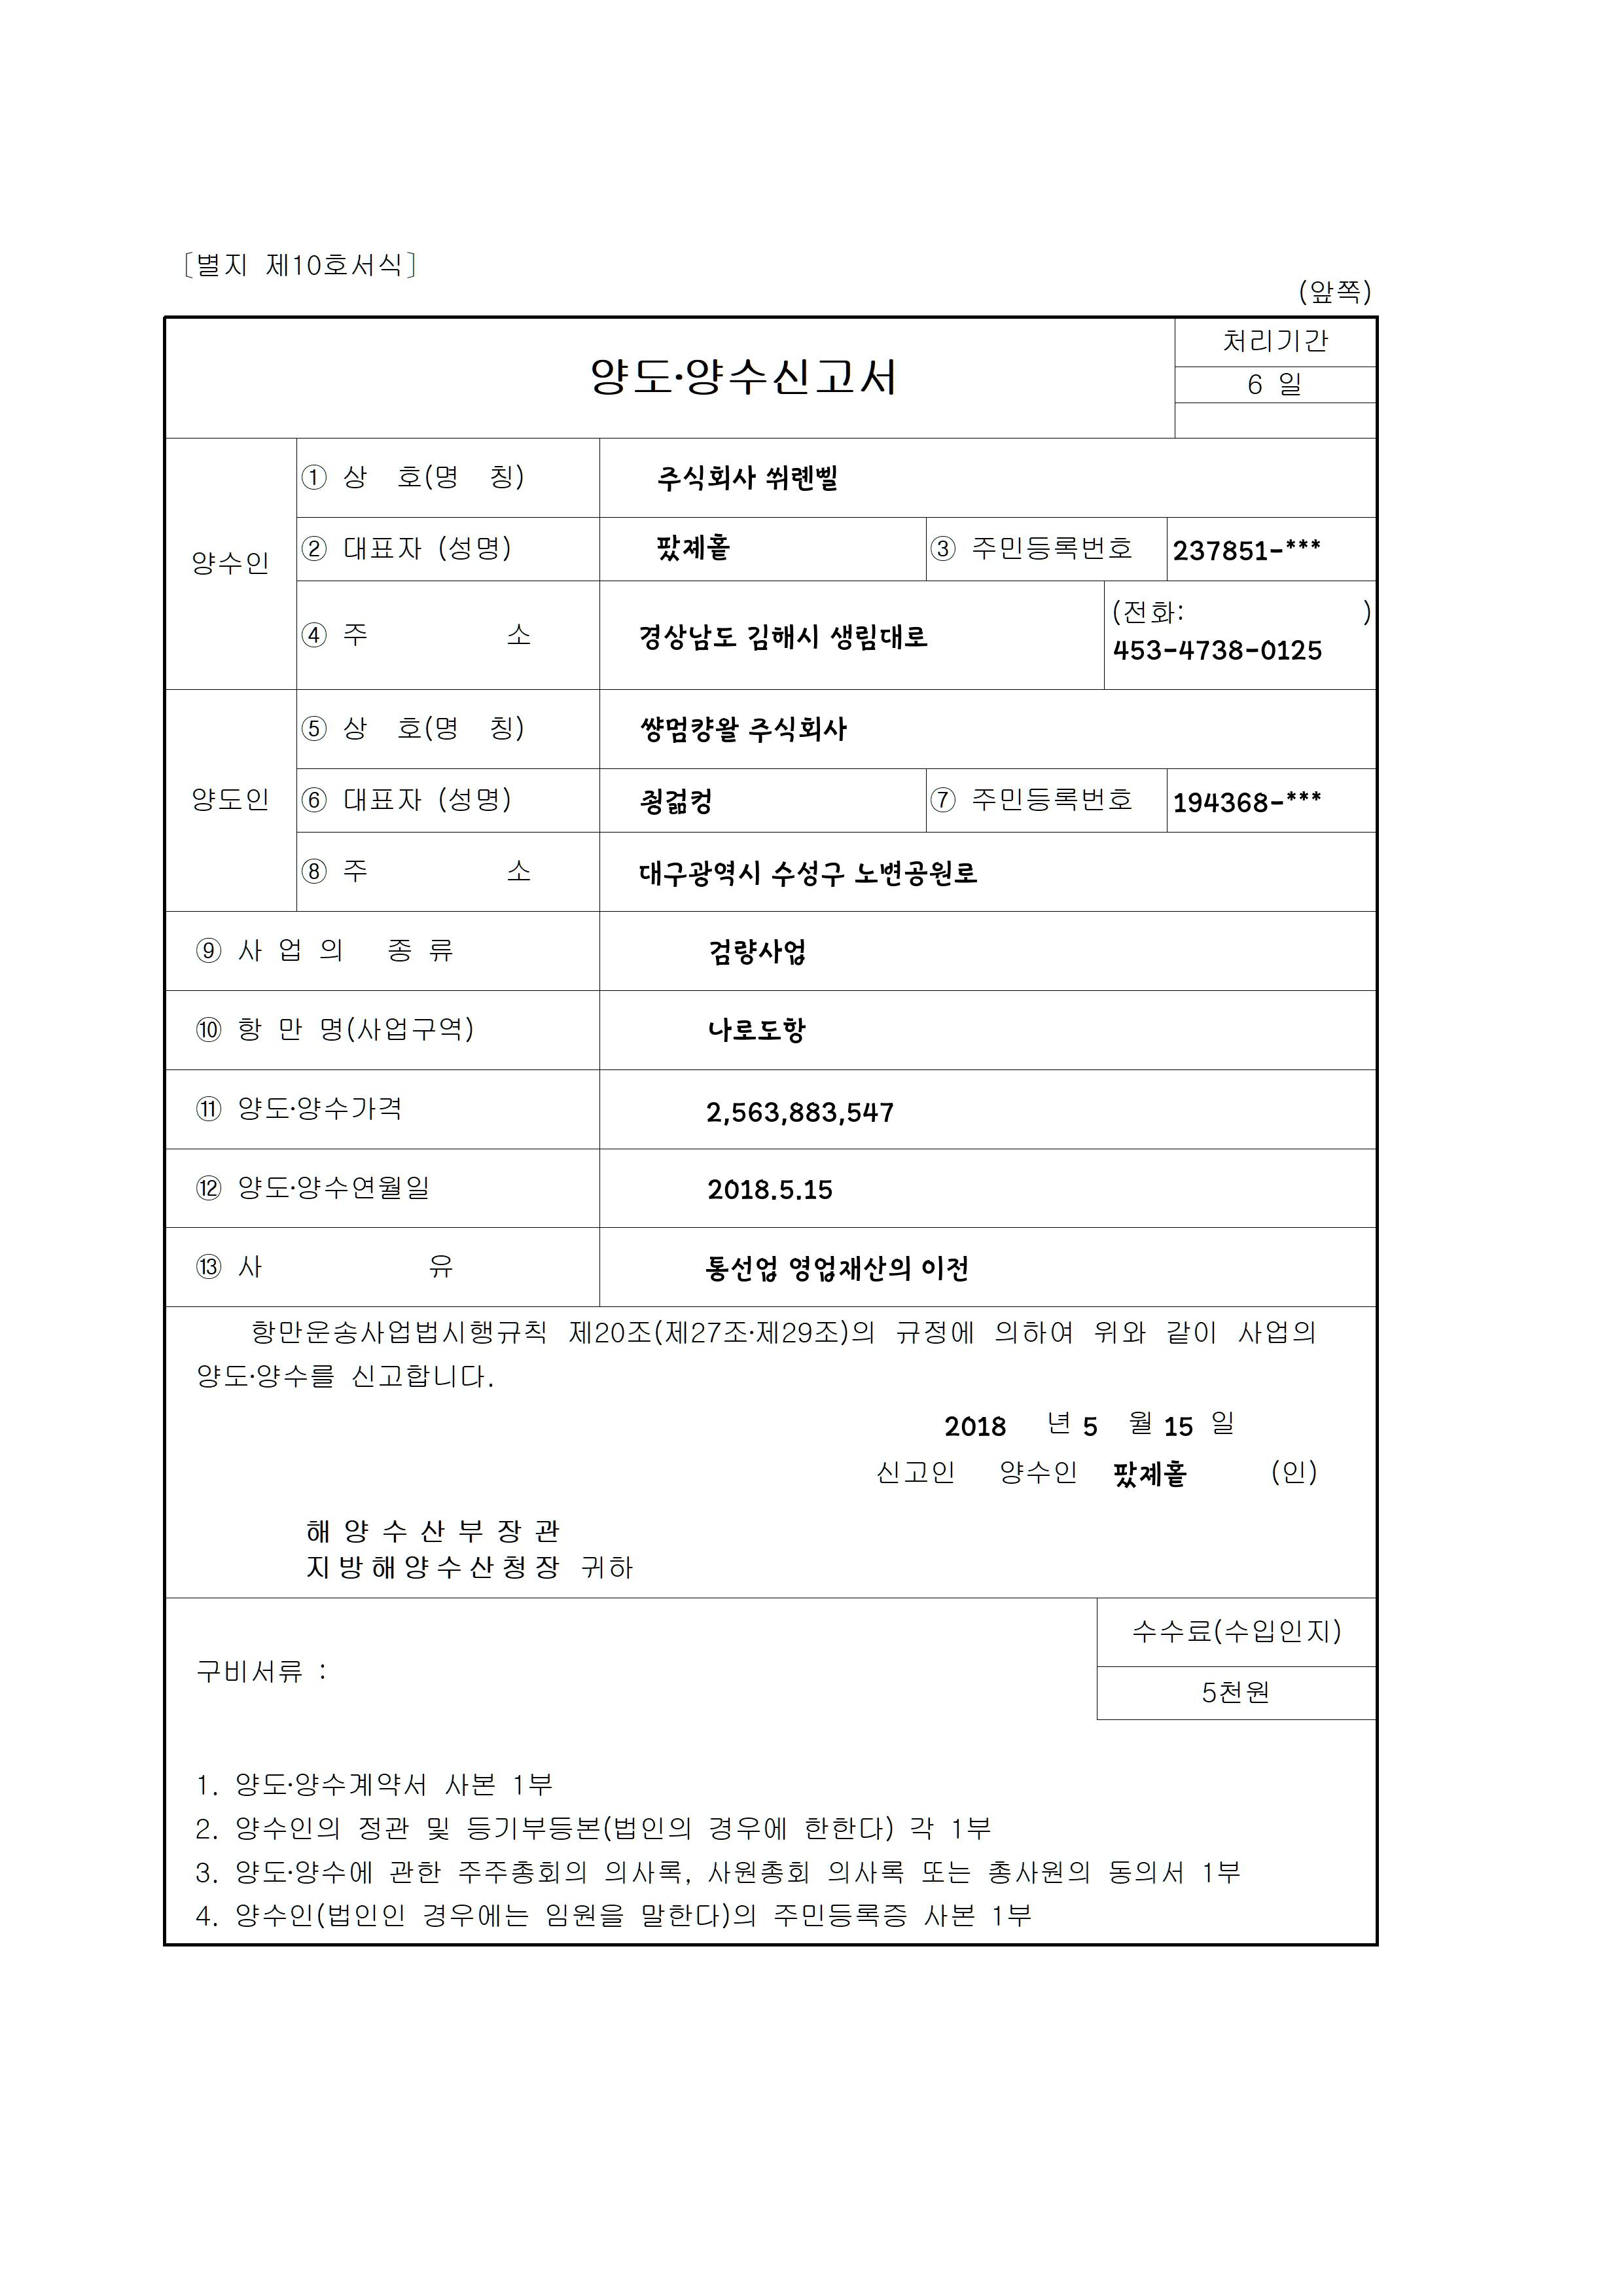 [별지 제10호서식]
(앞쪽)
양도·양수신고서
처리기간
6 일
양수인
① 상 호(명 칭) 주식회사 쒸롄삘
② 대표자 (성명) 팠졔홀 ③ 주민등록번호 237851-***
④ 주 소 경상남도 김해시 생림대로
(전화: )
453-4738-0125
양도인
⑤ 상 호(명 칭) 썅멈컁왈 주식회사
⑥ 대표자 (성명) 굉겖컹 ⑦ 주민등록번호 194368-***
⑧ 주 소 대구광역시 수성구 노변공원로
⑨ 사 업 의 종 류 검량사업
⑩ 항 만 명(사업구역) 나로도항
⑪ 양도·양수가격 2,563,883,547
⑫ 양도·양수연월일 2018.5.15
⑬ 사 유 통선업 영업재산의 이전
항만운송사업법시행규칙 제20조(제27조·제29조)의 규정에 의하여 위와 같이 사업의
양도·양수를 신고합니다.
2018 년 5 월 15 일
신고인 양수인 팠졔홀 (인)
해 양 수 산 부 장 관
지 방 해 양 수 산 청 장 귀하
구비서류 :
수수료(수입인지)
5천원
1. 양도·양수계약서 사본 1부
2. 양수인의 정관 및 등기부등본(법인의 경우에 한한다) 각 1부
3. 양도·양수에 관한 주주총회의 의사록, 사원총회 의사록 또는 총사원의 동의서 1부
4. 양수인(법인인 경우에는 임원을 말한다)의 주민등록증 사본 1부